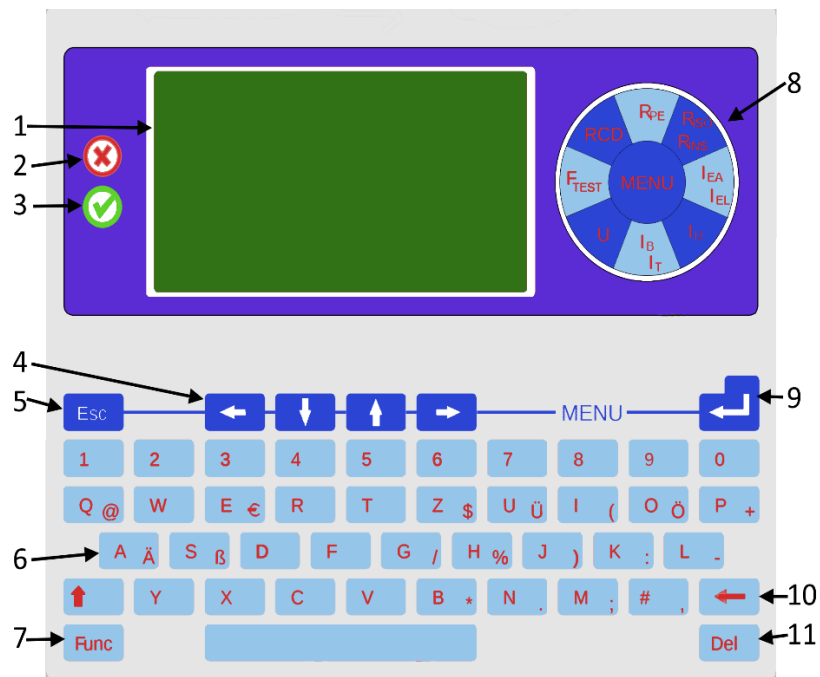 1
2
3
4
5
6
7
8
9
10
11
RPE
RCD
RISO
RINS
FTEST
MENU
IEA
IEL
U
IB
IT
Esc
MENU
1 2 3 4 5 6 7 8 9 0
Q @ W E € R T Z $ U Ü I ( O Ö P +
A Ä S ß D F G / H % J ) K : L -
Y X C V B * N . M ; # ,
Func
Del